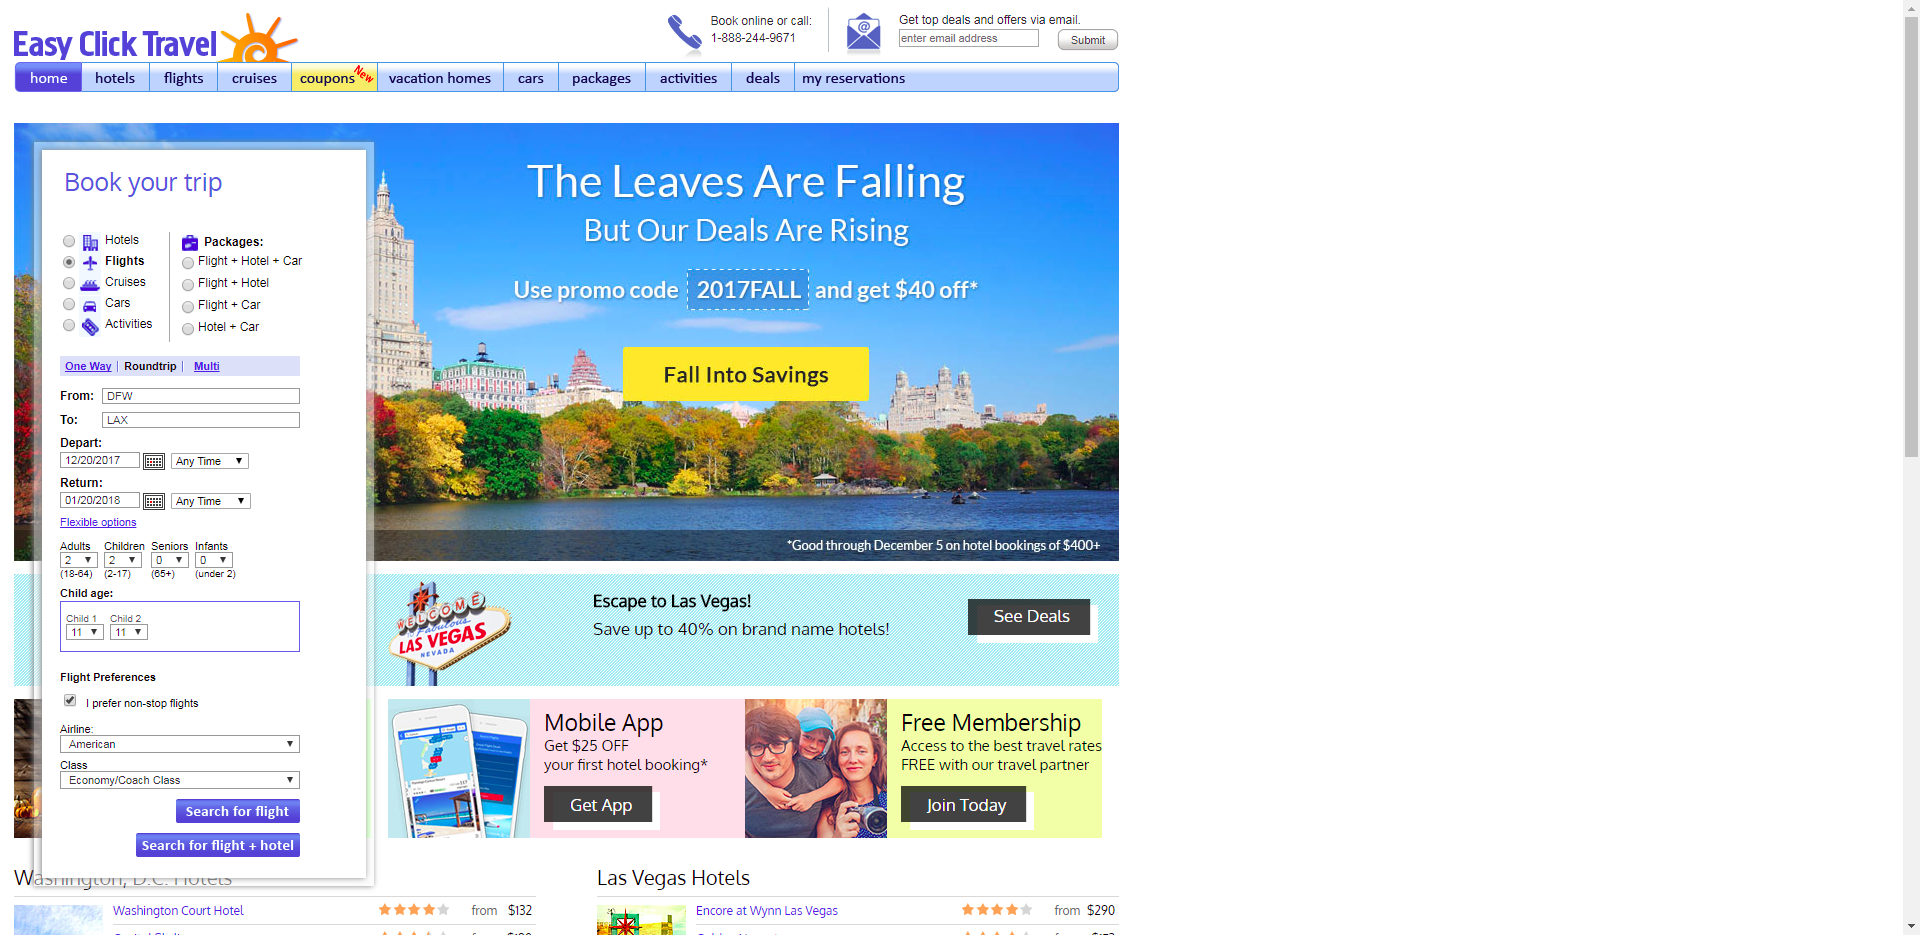 Easy Click Travel
Book online or call:
1-888-244-9671
Get top deals and offers via email.
enter email address
Submit
home hotels flights cruises coupons New vacation homes cars packages activities deals my reservations
Book your trip
Hotels
Flights
Cruises
Cars
Activities
Packages:
Flight + Hotel + Car
Flight + Hotel
Flight + Car
Hotel + Car
One Way | Roundtrip | Multi
From: DFW
To: LAX
Depart:
12/20/2017 Any Time
Return:
01/20/2018 Any Time
Flexible options
Adults Children Seniors Infants
2 2 0 0
(18-64) (2-17) (65+) (under 2)
Child age:
Child 1 Child 2
11 11
Flight Preferences
I prefer non-stop flights
Airline:
American
Class
Economy/Coach Class
Search for flight
Search for flight + hotel
The Leaves Are Falling
But Our Deals Are Rising
Use promo code 2017FALL and get $40 off*
Fall Into Savings
*Good through December 5 on hotel bookings of $400+
WELCOME
to Fabulous
LAS VEGAS
NEVADA
Escape to Las Vegas!
Save up to 40% on brand name hotels!
See Deals
Mobile App
Get $25 OFF
your first hotel booking*
Get App
Free Membership
Access to the best travel rates
FREE with our travel partner
Join Today
Washington, D.C. Hotels
Washington Court Hotel from $132
Las Vegas Hotels
Encore at Wynn Las Vegas from $290